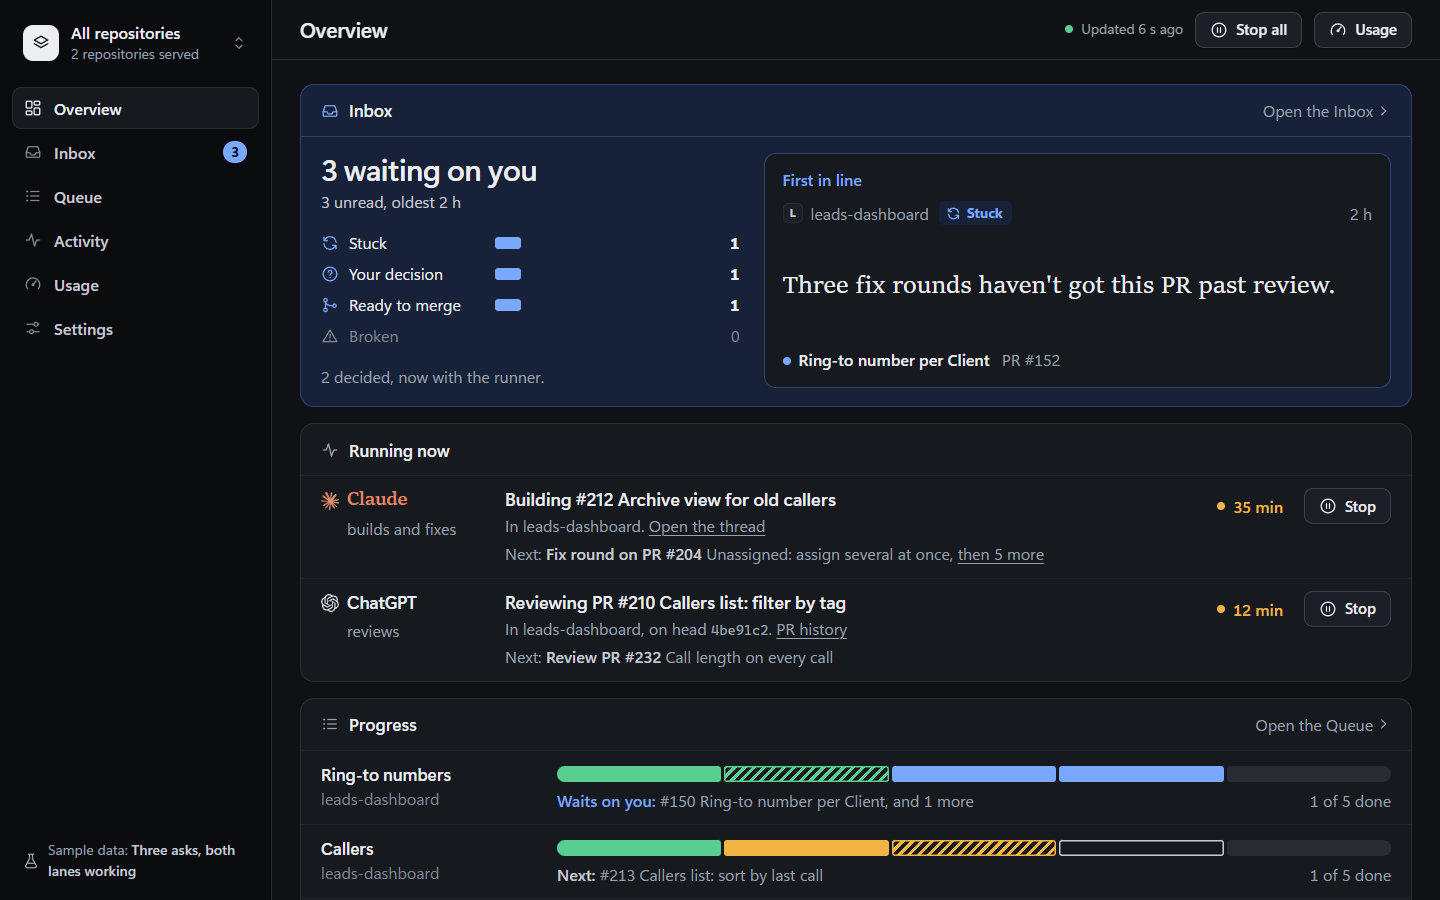 All repositories
2 repositories served
Overview
Inbox 3
Queue
Activity
Usage
Settings
Sample data: Three asks, both
lanes working
Overview
Updated 6 s ago
Stop all
Usage
Inbox
Open the Inbox
3 waiting on you
3 unread, oldest 2 h
Stuck 1
Your decision 1
Ready to merge 1
Broken 0
2 decided, now with the runner.
First in line
L leads-dashboard Stuck 2 h
Three fix rounds haven't got this PR past review.
Ring-to number per Client PR #152
Running now
Claude
builds and fixes
Building #212 Archive view for old callers
In leads-dashboard. Open the thread
Next: Fix round on PR #204 Unassigned: assign several at once, then 5 more
35 min
Stop
ChatGPT
reviews
Reviewing PR #210 Callers list: filter by tag
In leads-dashboard, on head 4be91c2. PR history
Next: Review PR #232 Call length on every call
12 min
Stop
Progress
Open the Queue
Ring-to numbers
leads-dashboard
Waits on you: #150 Ring-to number per Client, and 1 more
1 of 5 done
Callers
leads-dashboard
Next: #213 Callers list: sort by last call
1 of 5 done